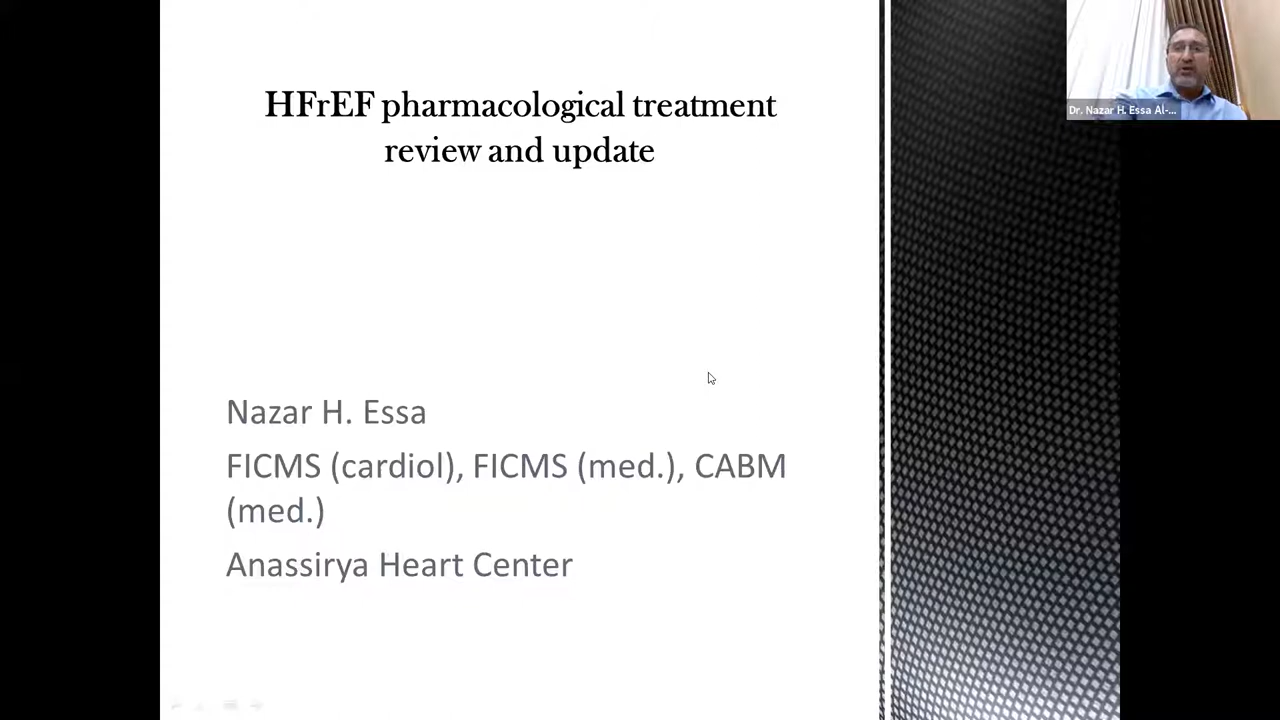 HFrEF pharmacological treatment
review and update
Dr. Nazar H. Essa Al-...
Nazar H. Essa
FICMS (cardiol), FICMS (med.), CABM
(med.)
Anassirya Heart Center